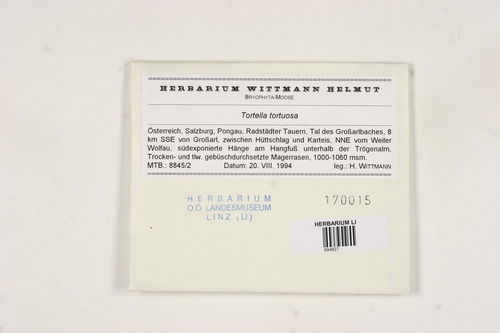 HERBARIUM WITTMANN HELMUT
BRYOPHYTA-MOOSE
Tortella tortuosa
Österreich, Salzburg, Pongau, Radstädter Tauern, Tal des Großarlbaches, 8
km SSE von Großarl, zwischen Hüttschlag und Karteis, NNE vom Weiler
Wolfau, südexponierte Hänge am Hangfuß unterhalb der Trögenalm,
Trocken- und tlw. gebüschdurchsetzte Magerrasen, 1000-1060 msm.
MTB.: 8845/2 Datum: 20. VIII. 1994 leg.: H. WITTMANN
HERBARIUM
O.Ö. LANDESMUSEUM
LINZ (LI)
170015
HERBARIUM LI
694827